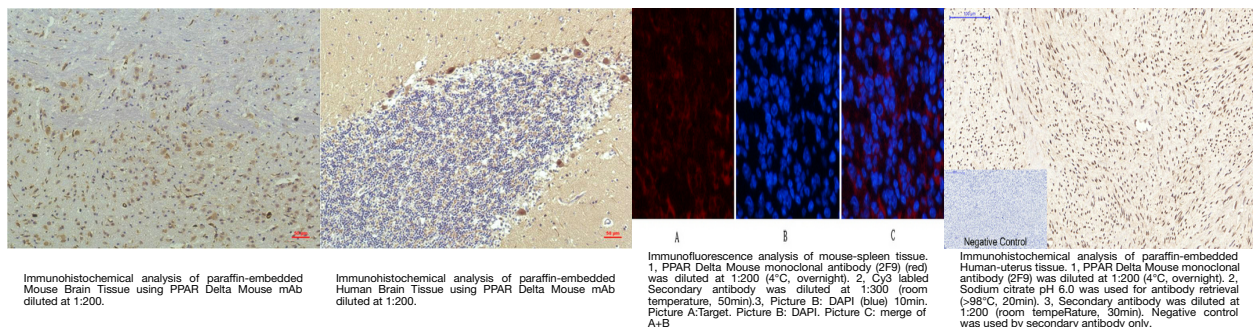 50 μm
A
B
C
Negative Control
Immunohistochemical analysis of paraffin-embedded
Mouse Brain Tissue using PPAR Delta Mouse mAb
diluted at 1:200.
Immunohistochemical analysis of paraffin-embedded
Human Brain Tissue using PPAR Delta Mouse mAb
diluted at 1:200.
Immunofluorescence analysis of mouse-spleen tissue.
1, PPAR Delta Mouse monoclonal antibody (2F9) (red)
was diluted at 1:200 (4°C, overnight). 2, Cy3 labled
Secondary antibody was diluted at 1:300 (room
temperature, 50min).3, Picture B: DAPI (blue) 10min.
Picture A:Target. Picture B: DAPI. Picture C: merge of
A+B
Immunohistochemical analysis of paraffin-embedded
Human-uterus tissue. 1, PPAR Delta Mouse monoclonal
antibody (2F9) was diluted at 1:200 (4°C, overnight). 2,
Sodium citrate pH 6.0 was used for antibody retrieval
(>98°C, 20min). 3, Secondary antibody was diluted at
1:200 (room tempeRature, 30min). Negative control
was used by secondary antibody only.